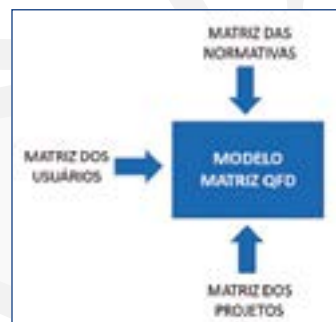 MATRIZ DAS
NORMATIVAS
MATRIZ DOS
USUÁRIOS
MODELO
MATRIZ QFD
MATRIZ DOS
PROJETOS